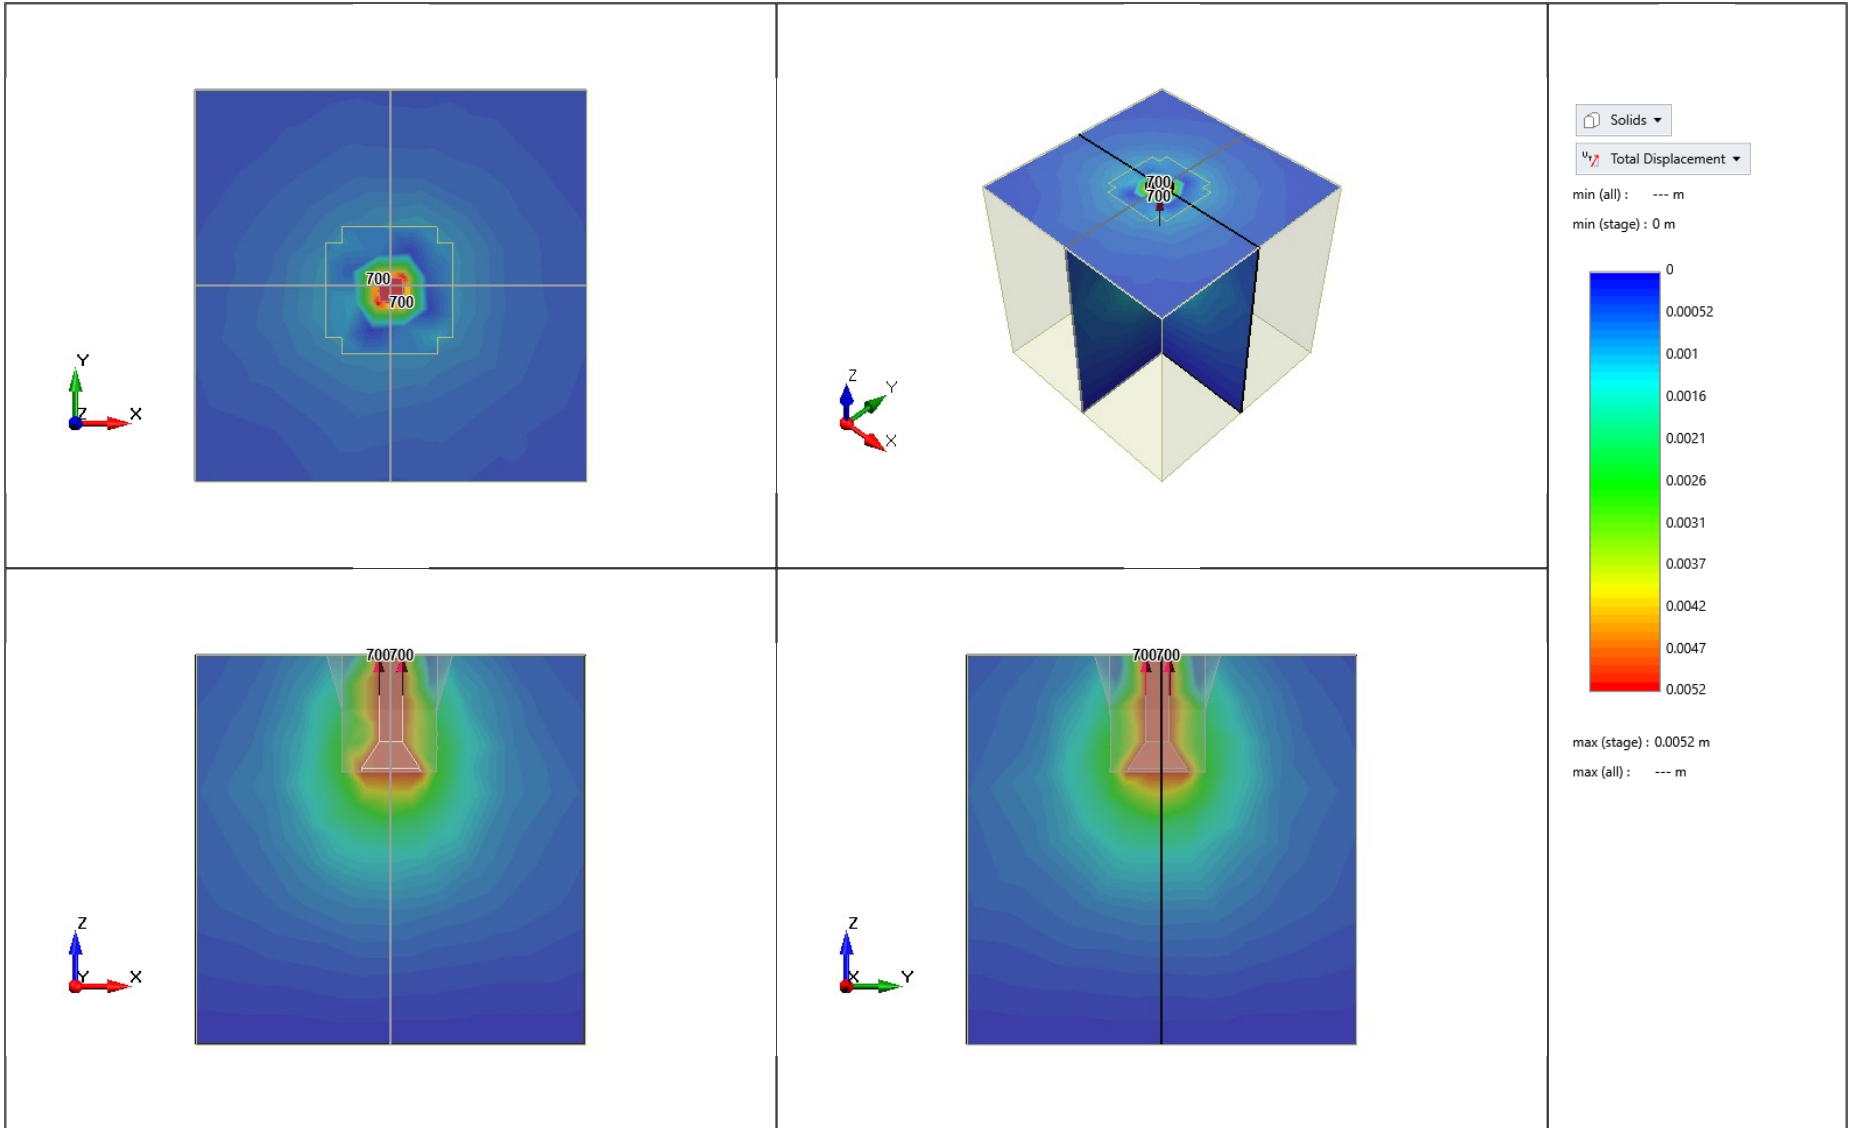 700
700
Y
Z
X
700
700
Z
Y
X
Solids
Total Displacement
min (all) : --- m
min (stage) : 0 m
0
0.00052
0.001
0.0016
0.0021
0.0026
0.0031
0.0037
0.0042
0.0047
0.0052
max (stage) : 0.0052 m
max (all) : --- m
700700
Z
Y
X
700700
Z
X
Y